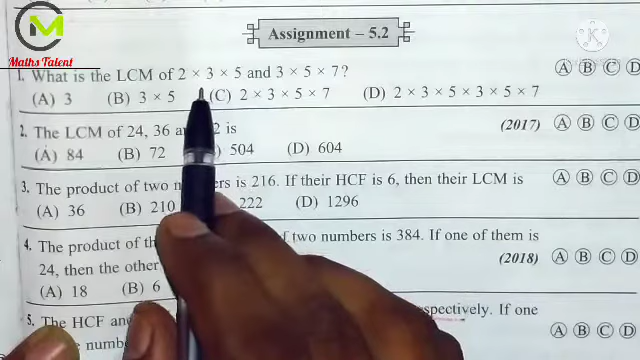 CM
Maths Talent
Assignment – 5.2
1. What is the LCM of 2 × 3 × 5 and 3 × 5 × 7? A B C D
(A) 3 (B) 3 × 5 (C) 2 × 3 × 5 × 7 (D) 2 × 3 × 5 × 3 × 5 × 7
2. The LCM of 24, 36 a 2 is (2017) A B C D
(A) 84 (B) 72 ) 504 (D) 604
3. The product of two n s is 216. If their HCF is 6, then their LCM is A B C D
(A) 36 (B) 210 222 (D) 1296
4. The product of th of two numbers is 384. If one of them is
24, then the other (2018) A B C D
(A) 18 (B) 6
5. The HCF an spectively. If one
numb A B C D